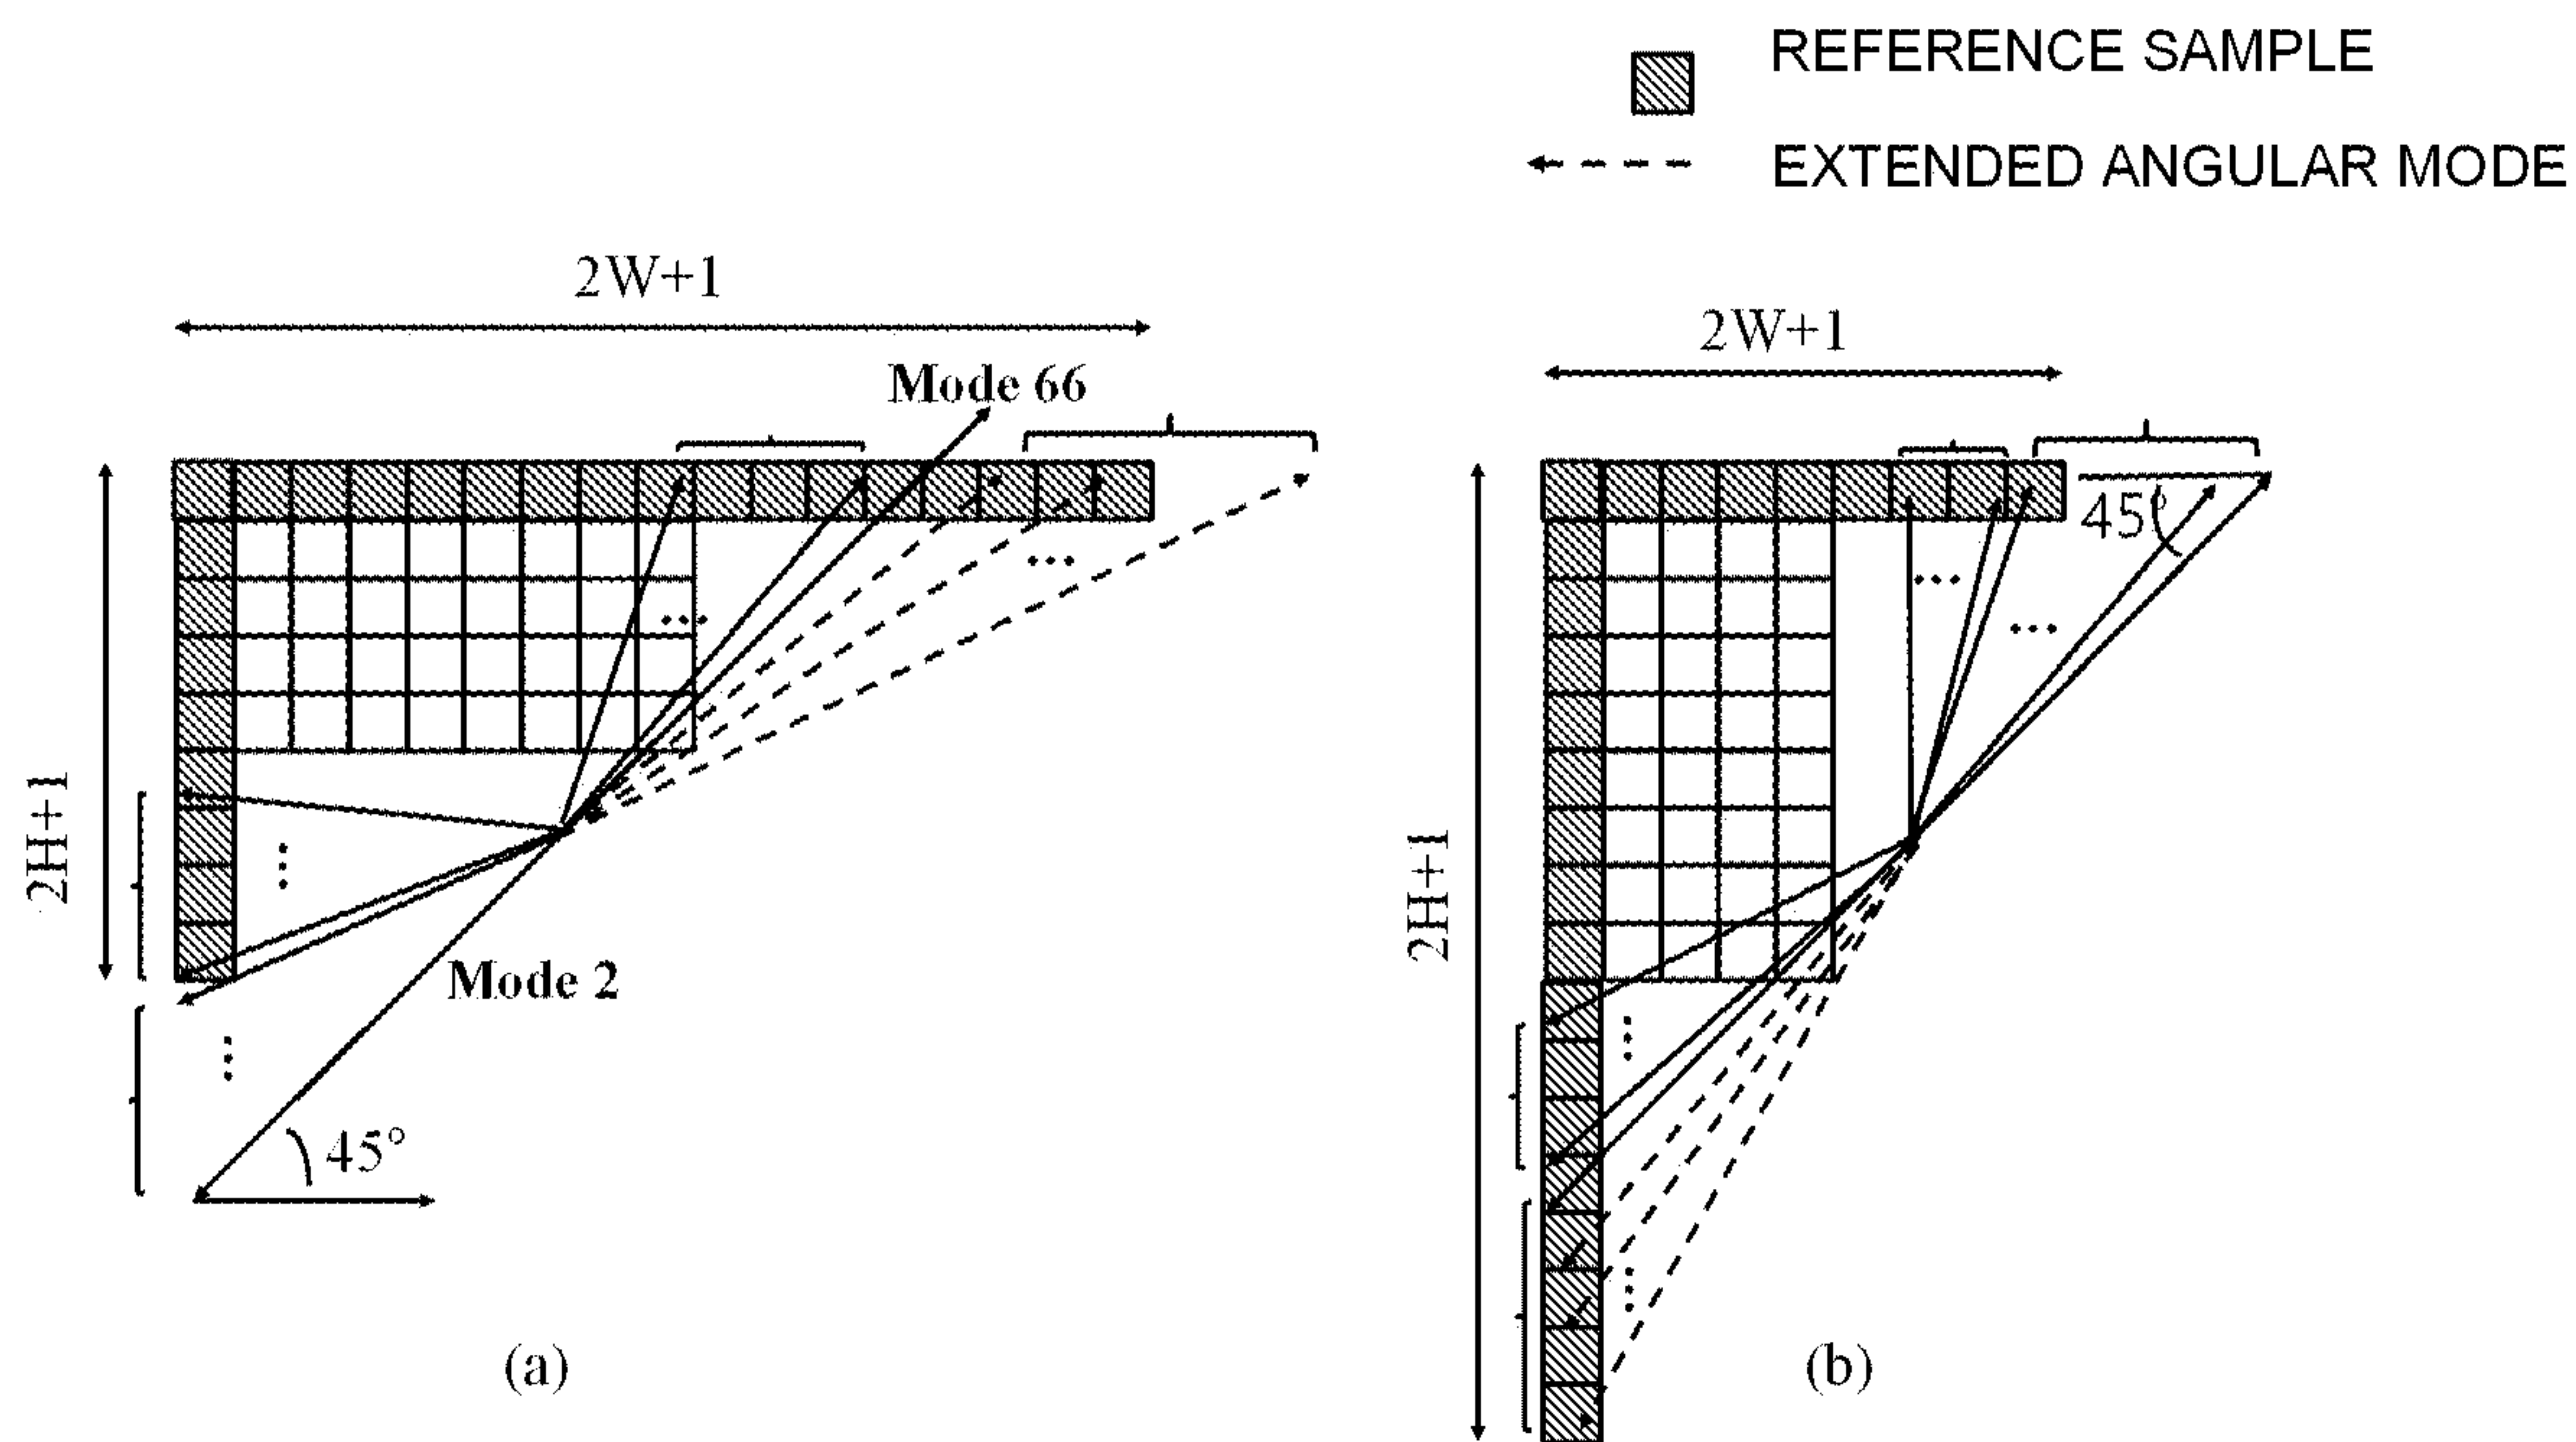 REFERENCE SAMPLE
EXTENDED ANGULAR MODE
2W+1
Mode 66
2H+1
...
...
...
...
Mode 2
45°
(a)
2W+1
45°
2H+1
...
...
...
...
(b)